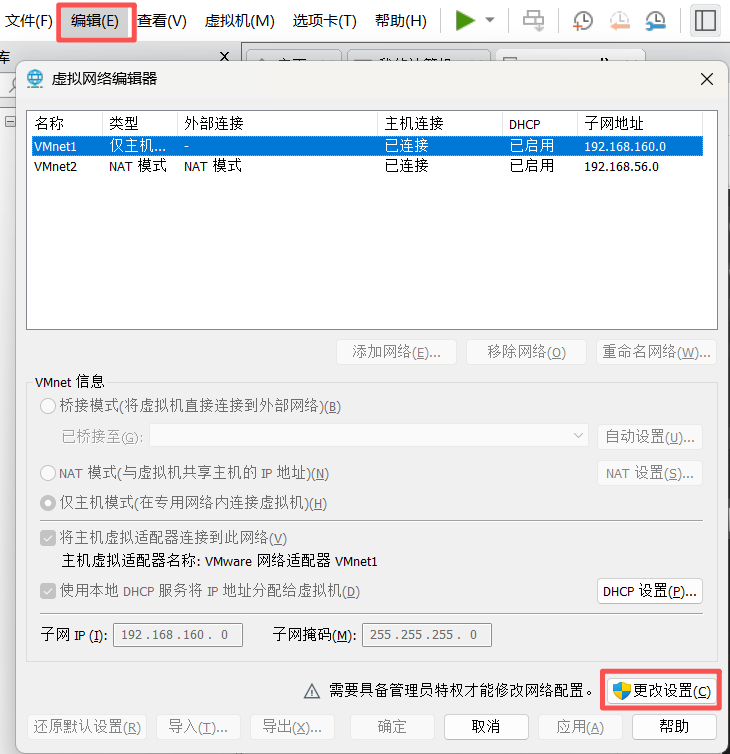 文件(F) 编辑(E) 查看(V) 虚拟机(M) 选项卡(T) 帮助(H)
库 X
虚拟网络编辑器
名称 类型 外部连接 主机连接 DHCP 子网地址
VMnet1 仅主机... - 已连接 已启用 192.168.160.0
VMnet2 NAT 模式 NAT 模式 已连接 已启用 192.168.56.0
添加网络(E)... 移除网络(O) 重命名网络(W)...
VMnet 信息
桥接模式(将虚拟机直接连接到外部网络)(B)
已桥接至(G): 自动设置(U)...
NAT 模式(与虚拟机共享主机的 IP 地址)(N) NAT 设置(S)...
仅主机模式(在专用网络内连接虚拟机)(H)
将主机虚拟适配器连接到此网络(V)
主机虚拟适配器名称: VMware 网络适配器 VMnet1
使用本地 DHCP 服务将 IP 地址分配给虚拟机(D) DHCP 设置(P)...
子网 IP (I): 192.168.160. 0 子网掩码(M): 255.255.255. 0
需要具备管理员特权才能修改网络配置。 更改设置(C)
还原默认设置(R) 导入(T)... 导出(X)... 确定 取消 应用(A) 帮助